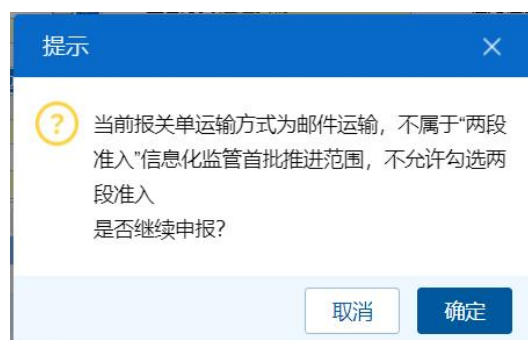 提示
当前报关单运输方式为邮件运输，不属于“两段
准入”信息化监管首批推进范围，不允许勾选两
段准入
是否继续申报？
取消
确定